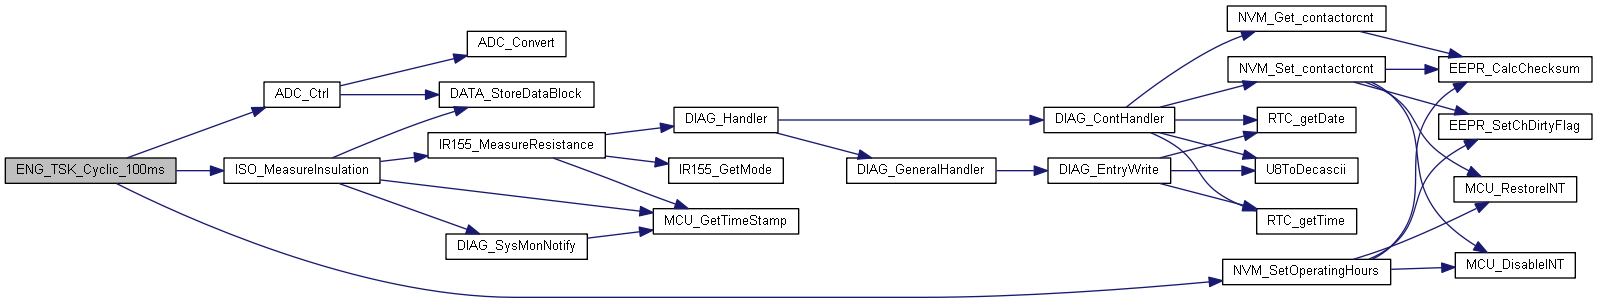 NVM_Get_contactorcnt
ADC_Convert
NVM_Set_contactorcnt
EEPR_CalcChecksum
ADC_Ctrl
DATA_StoreDataBlock
DIAG_Handler
DIAG_ContHandler
RTC_getDate
EEPR_SetChDirtyFlag
IR155_MeasureResistance
ENG_TSK_Cyclic_100ms
ISO_MeasureInsulation
IR155_GetMode
DIAG_GeneralHandler
DIAG_EntryWrite
U8ToDecascii
MCU_RestoreINT
MCU_GetTimeStamp
RTC_getTime
DIAG_SysMonNotify
NVM_SetOperatingHours
MCU_DisableINT